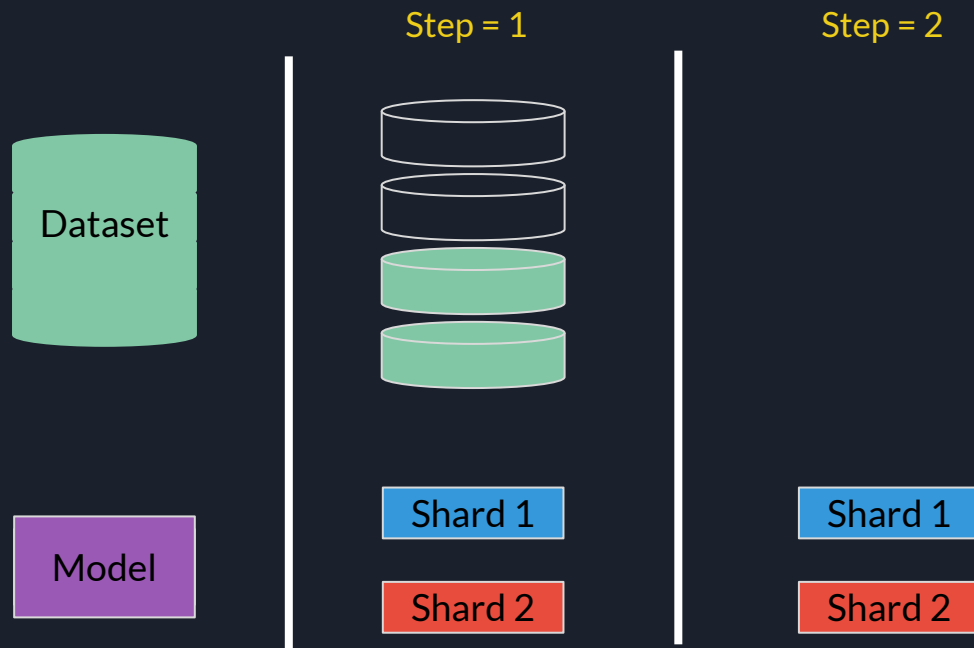 Step = 1
Step = 2
Dataset
Shard 1
Shard 1
Model
Shard 2
Shard 2